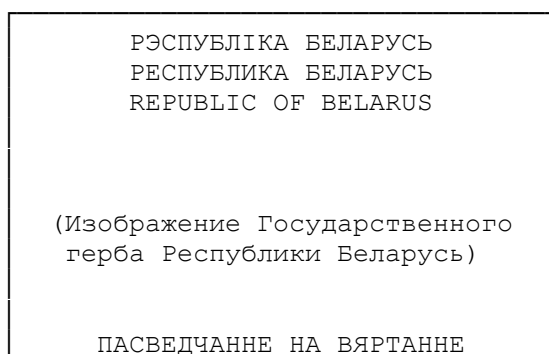 РЭСПУБЛІКА БЕЛАРУСЬ
РЕСПУБЛИКА БЕЛАРУСЬ
REPUBLIC OF BELARUS
(Изображение Государственного
герба Республики Беларусь)
ПАСВЕДЧАННЕ НА ВЯРТАННЕ